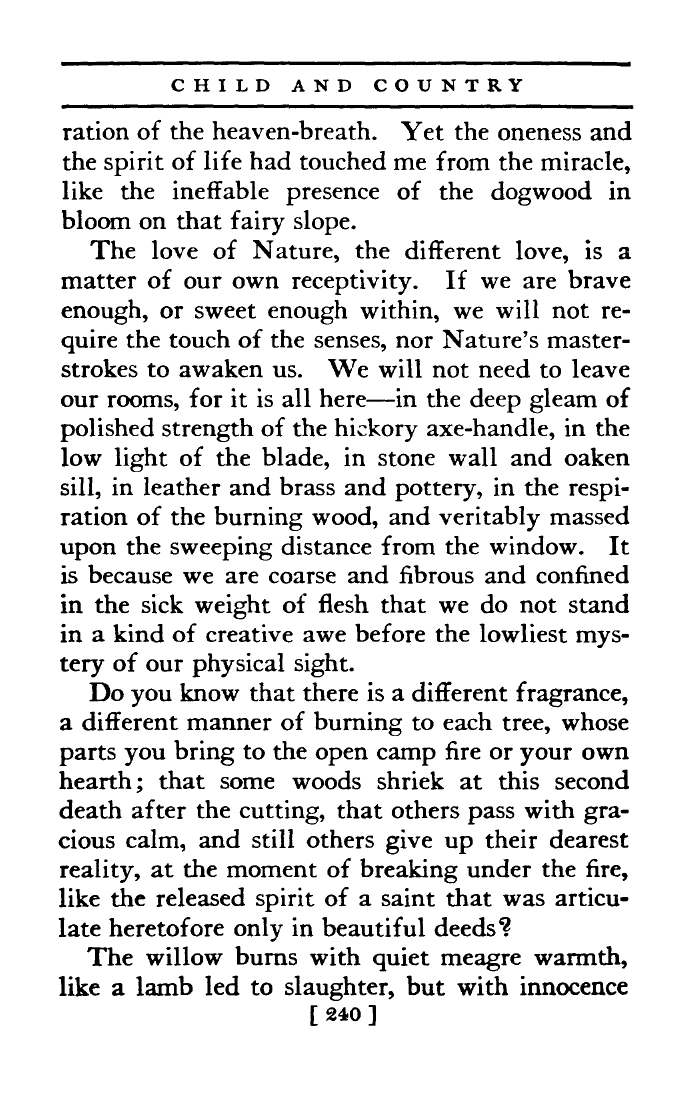 CHILD AND COUNTRY
ration of the heaven-breath. Yet the oneness and
the spirit of life had touched me from the miracle,
like the ineffable presence of the dogwood in
bloom on that fairy slope.
The love of Nature, the different love, is a
matter of our own receptivity. If we are brave
enough, or sweet enough within, we will not re-
quire the touch of the senses, nor Nature's master-
strokes to awaken us. We will not need to leave
our rooms, for it is all here—in the deep gleam of
polished strength of the hickory axe-handle, in the
low light of the blade, in stone wall and oaken
sill, in leather and brass and pottery, in the respi-
ration of the burning wood, and veritably massed
upon the sweeping distance from the window. It
is because we are coarse and fibrous and confined
in the sick weight of flesh that we do not stand
in a kind of creative awe before the lowliest mys-
tery of our physical sight.
Do you know that there is a different fragrance,
a different manner of burning to each tree, whose
parts you bring to the open camp fire or your own
hearth; that some woods shriek at this second
death after the cutting, that others pass with gra-
cious calm, and still others give up their dearest
reality, at the moment of breaking under the fire,
like the released spirit of a saint that was articu-
late heretofore only in beautiful deeds?
The willow burns with quiet meagre warmth,
like a lamb led to slaughter, but with innocence
[ 240 ]